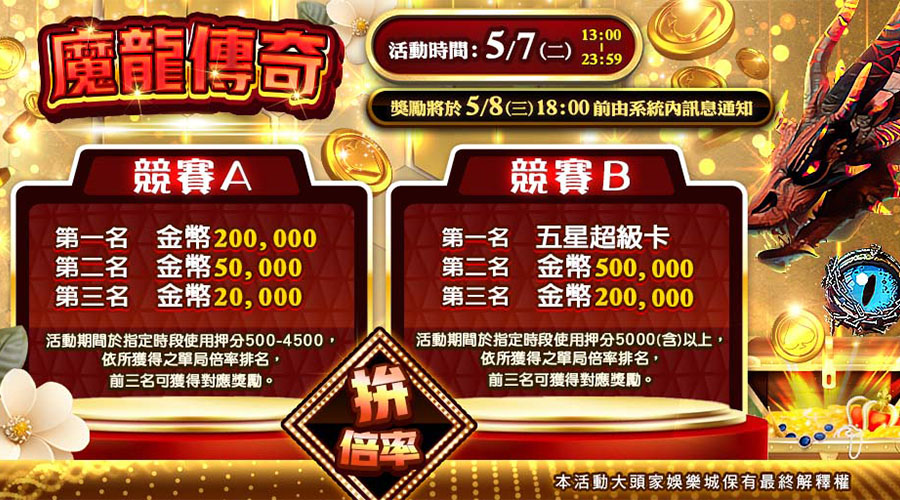 魔龍傳奇
活動時間：5/7(二) 13:00-23:59
獎勵將於5/8(三)18:00前由系統內訊息通知
競賽A
第一名 金幣200,000
第二名 金幣50,000
第三名 金幣20,000
活動期間於指定時段使用押分500-4500，
依所獲得之單局倍率排名，
前三名可獲得對應獎勵。
競賽B
第一名 五星超級卡
第二名 金幣500,000
第三名 金幣200,000
活動期間於指定時段使用押分5000(含)以上，
依所獲得之單局倍率排名，
前三名可獲得對應獎勵。
拚
倍率
本活動大頭家娛樂城保有最終解釋權